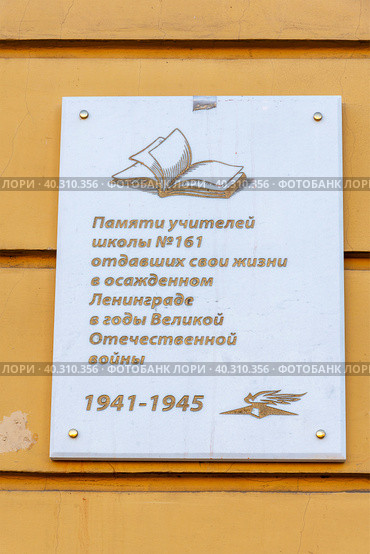 ЛОРИ · 40.310.356 · ФОТОБАНК ЛОРИ · 40.310.356 · ФОТОБАНК ЛОРИ
Памяти учителей
школы №161
отдавших свои жизни
в осажденном
Ленинграде
в годы Великой
Отечественной
войны
ЛОРИ · 40.310.356 · ФОТОБАНК ЛОРИ · 40.310.356 · ФОТОБАНК ЛОРИ
1941-1945